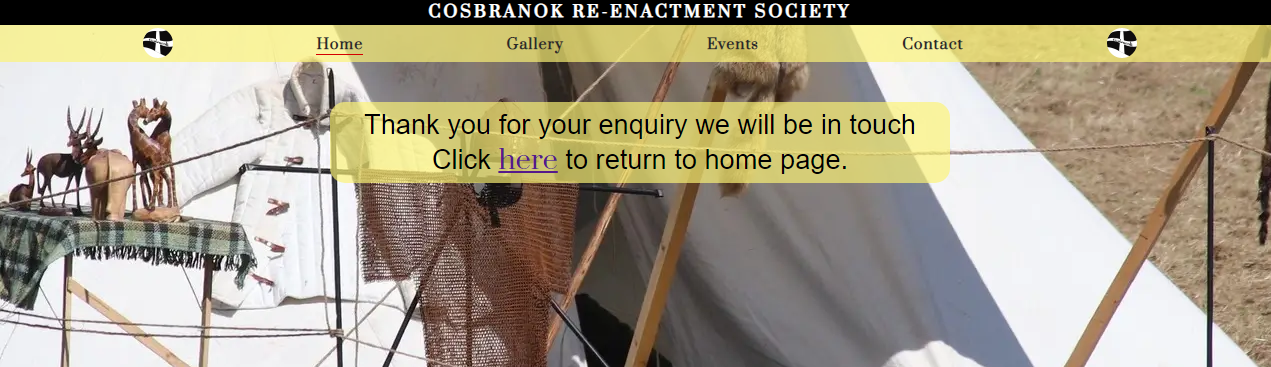 COSBRANOK RE-ENACTMENT SOCIETY
Home Gallery Events Contact
Thank you for your enquiry we will be in touch
Click here to return to home page.